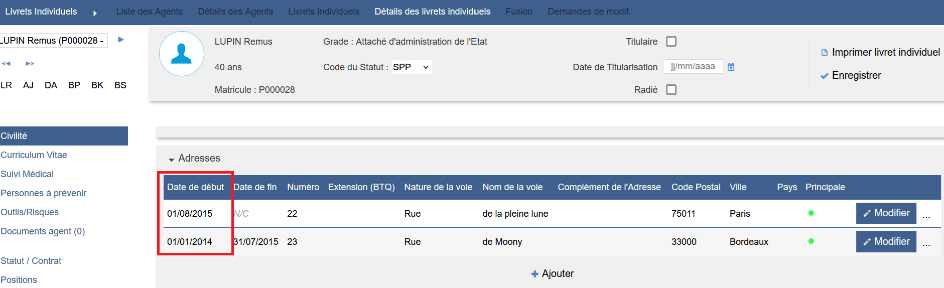 Livrets Individuels Liste des Agents Détails des Agents Livrets individuels Détails des livrets individuels Fusion Demandes de modif.
LUPIN Remus (P000028 -
LR AJ DA BP BK BS
LUPIN Remus Grade : Attaché d'administration de l'Etat Titulaire
40 ans Code du Statut : SPP Date de Titularisation jj/mm/aaaa
Matricule : P000028 Radié
Imprimer livret individuel
Enregistrer
Civilité
Curriculum Vitae
Suivi Médical
Personnes à prévenir
Outils/Risques
Documents agent (0)
Statut / Contrat
Positions
Adresses
Date de début Date de fin Numéro Extension (BTQ) Nature de la voie Nom de la voie Complément de l'Adresse Code Postal Ville Pays Principale
01/08/2015 N/C 22 Rue de la pleine lune 75011 Paris Modifier ...
01/01/2014 31/07/2015 23 Rue de Moony 33000 Bordeaux Modifier ...
+ Ajouter